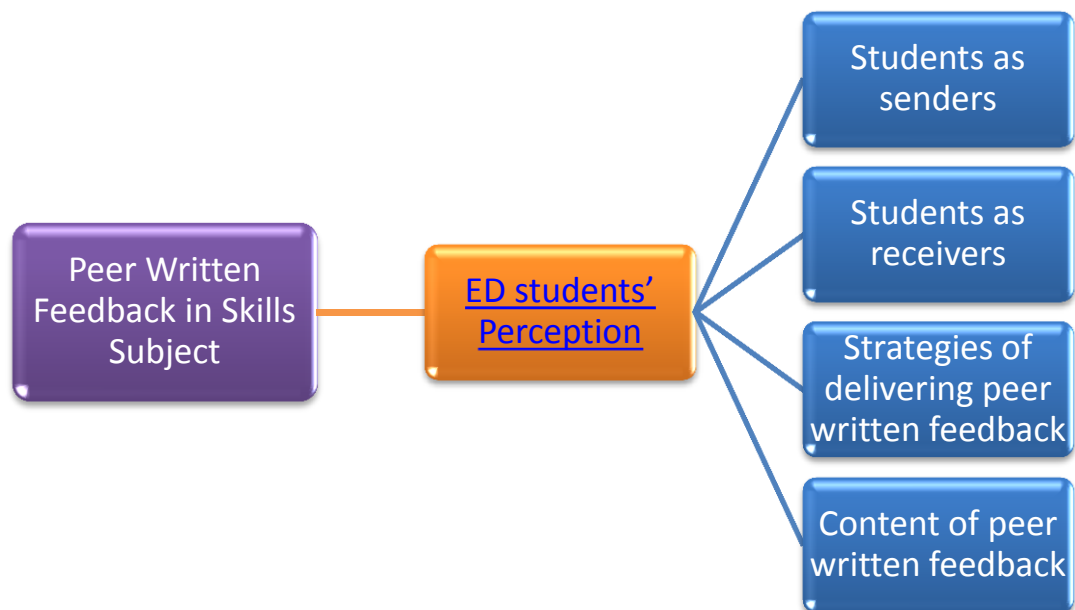 Peer Written
Feedback in Skills
Subject
ED students’
Perception
Students as
senders
Students as
receivers
Strategies of
delivering peer
written feedback
Content of peer
written feedback